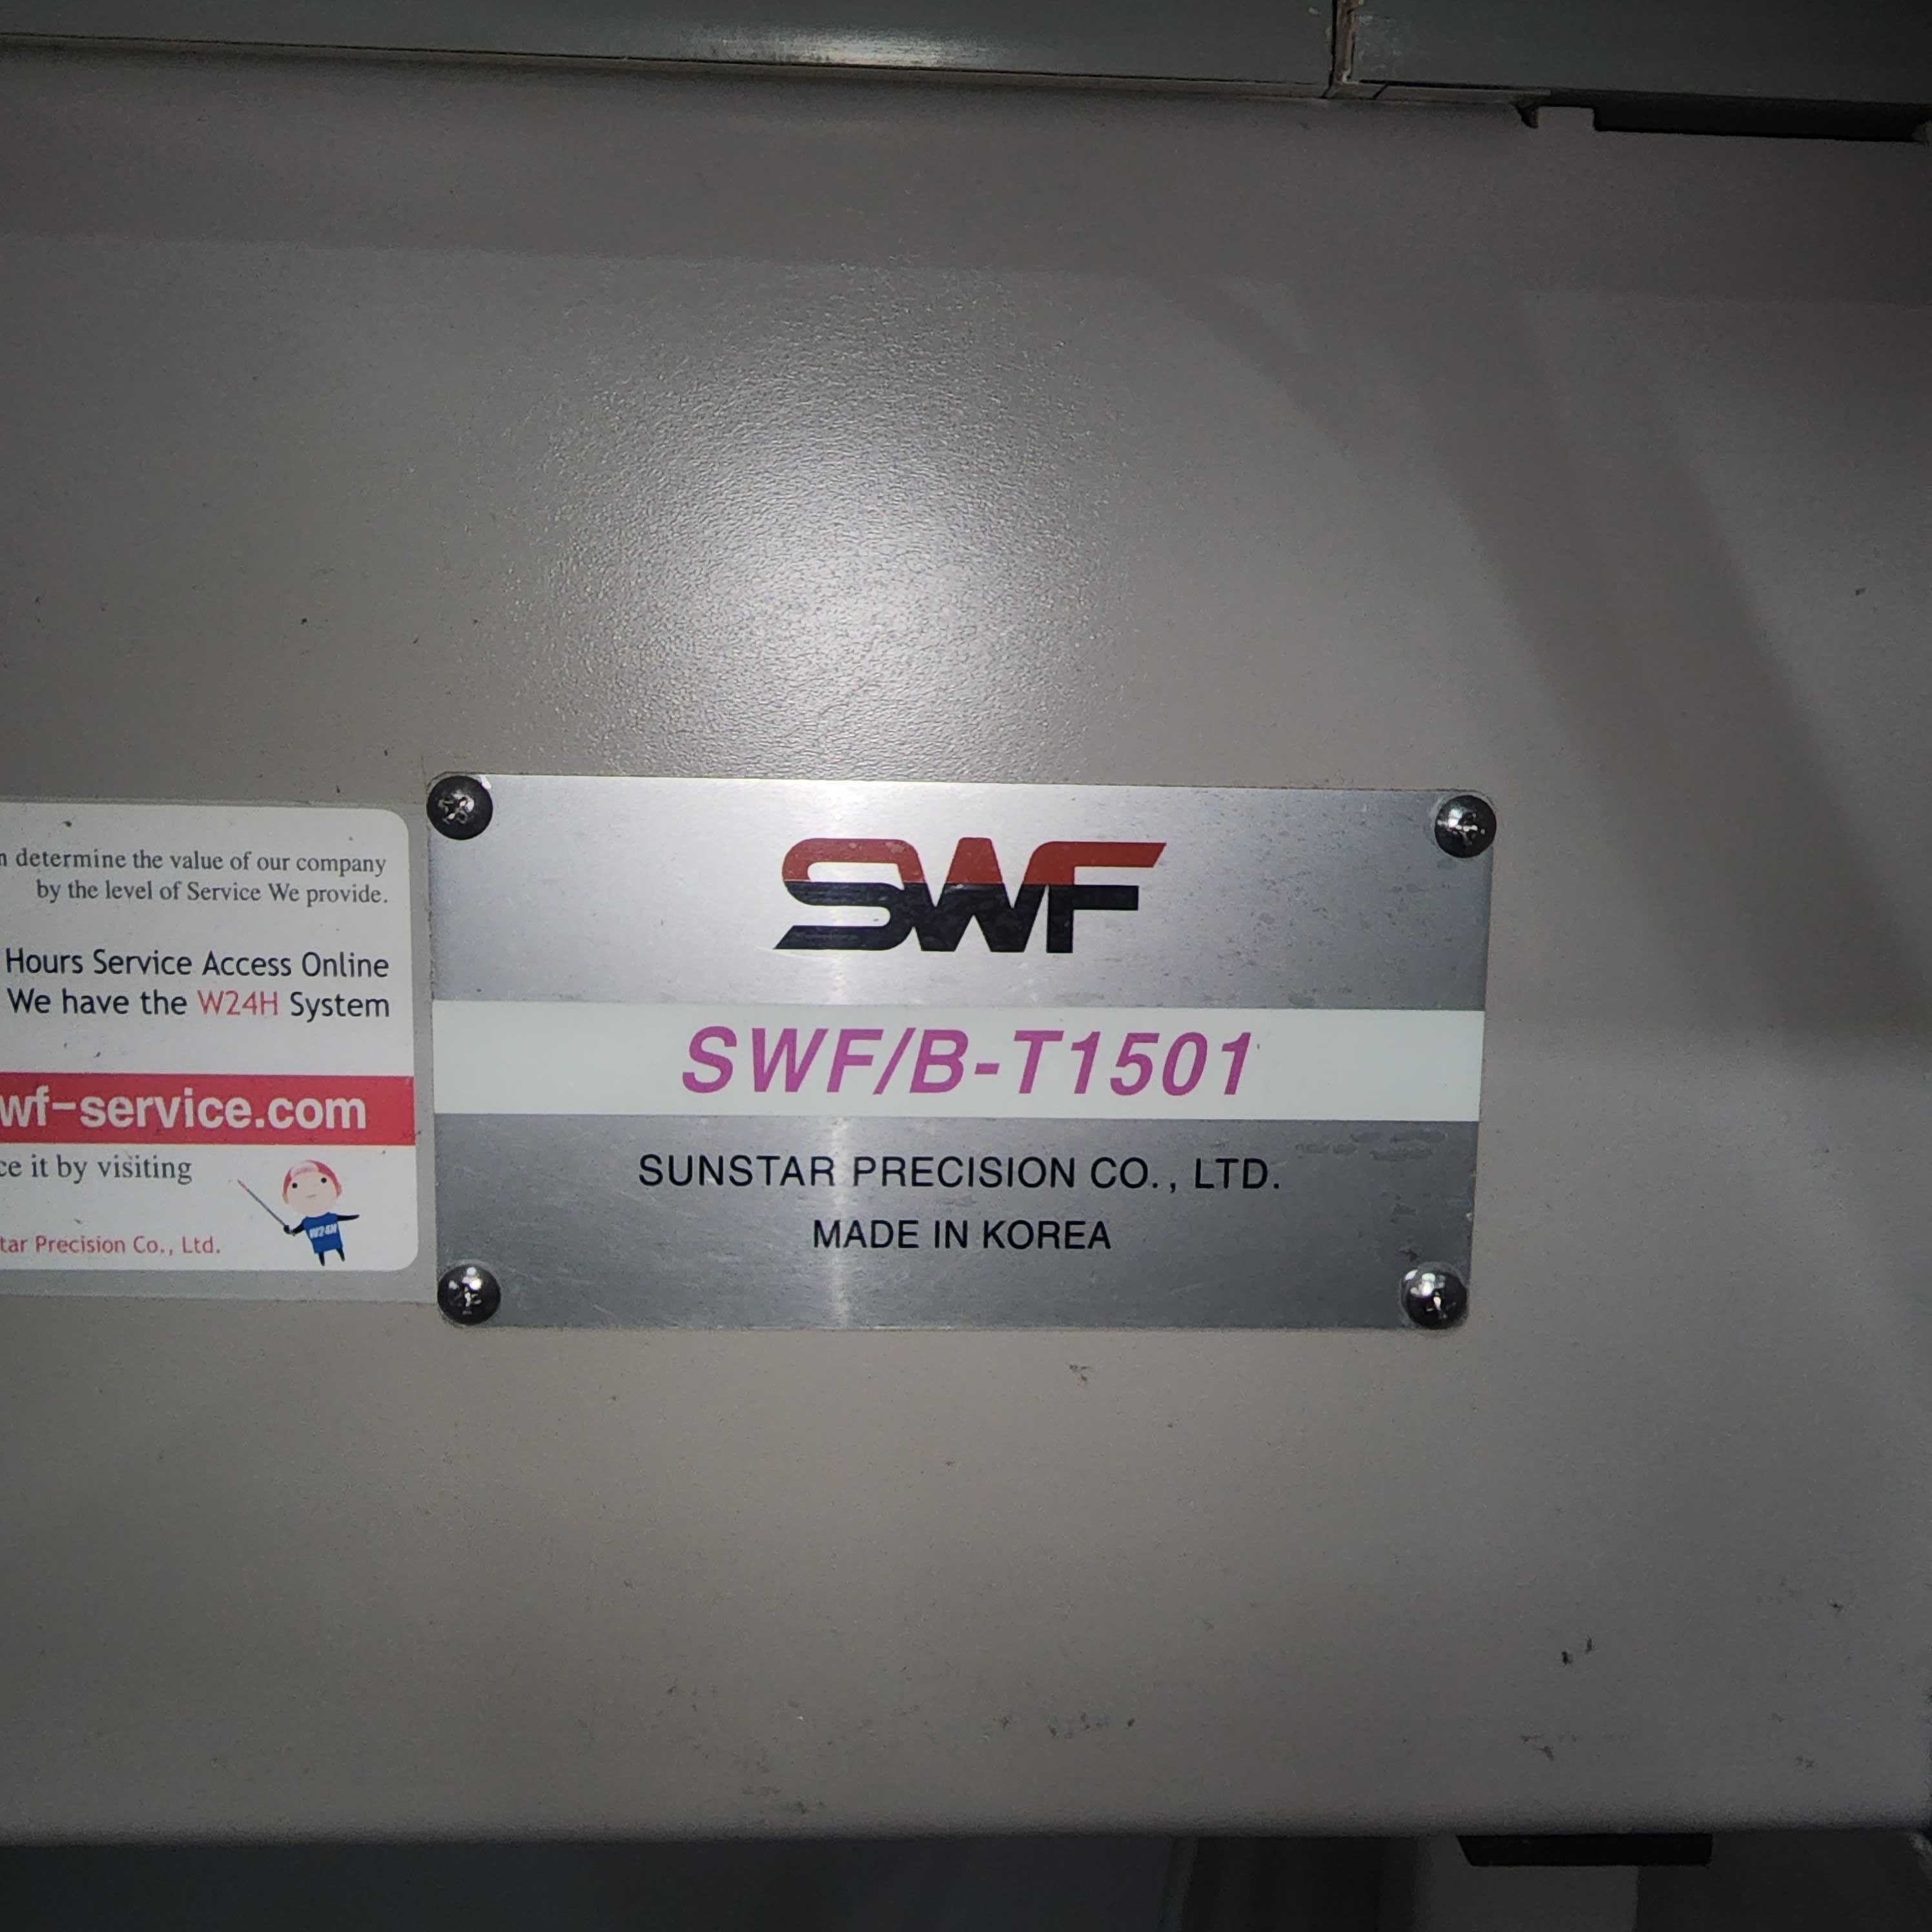 determine the value of our company
by the level of Service We provide.
Hours Service Access Online
We have the W24H System
wf-service.com
it by visiting
Precision Co., Ltd.
W24H
SWF
SWF/B-T1501
SUNSTAR PRECISION CO., LTD.
MADE IN KOREA